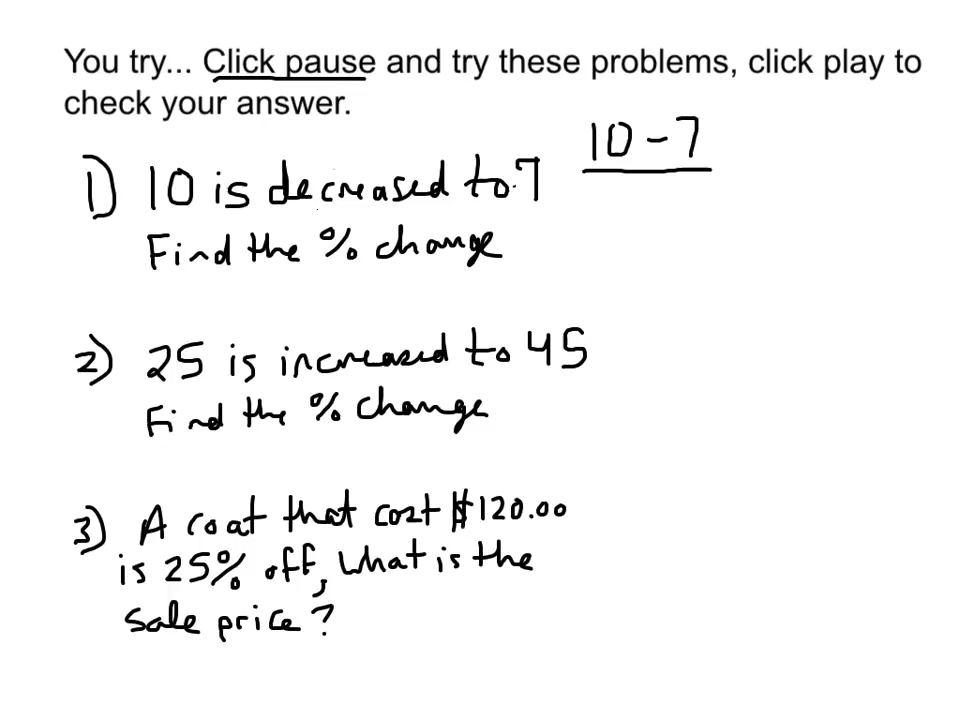 You try... Click pause and try these problems, click play to
check your answer.
10 - 7
1) 10 is decreased to 7
Find the % change
2) 25 is increased to 45
Find the % change
3) A coat that cost $120.00
is 25% off, what is the
sale price?